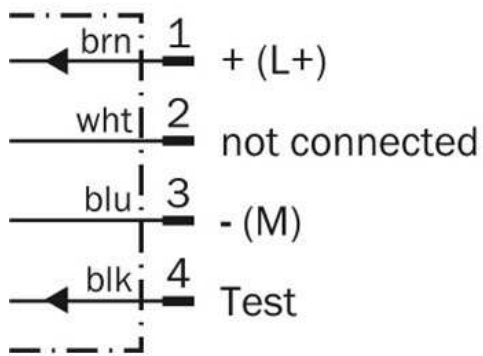 brn 1 + (L+)
wht 2 not connected
blu 3 - (M)
blk 4 Test